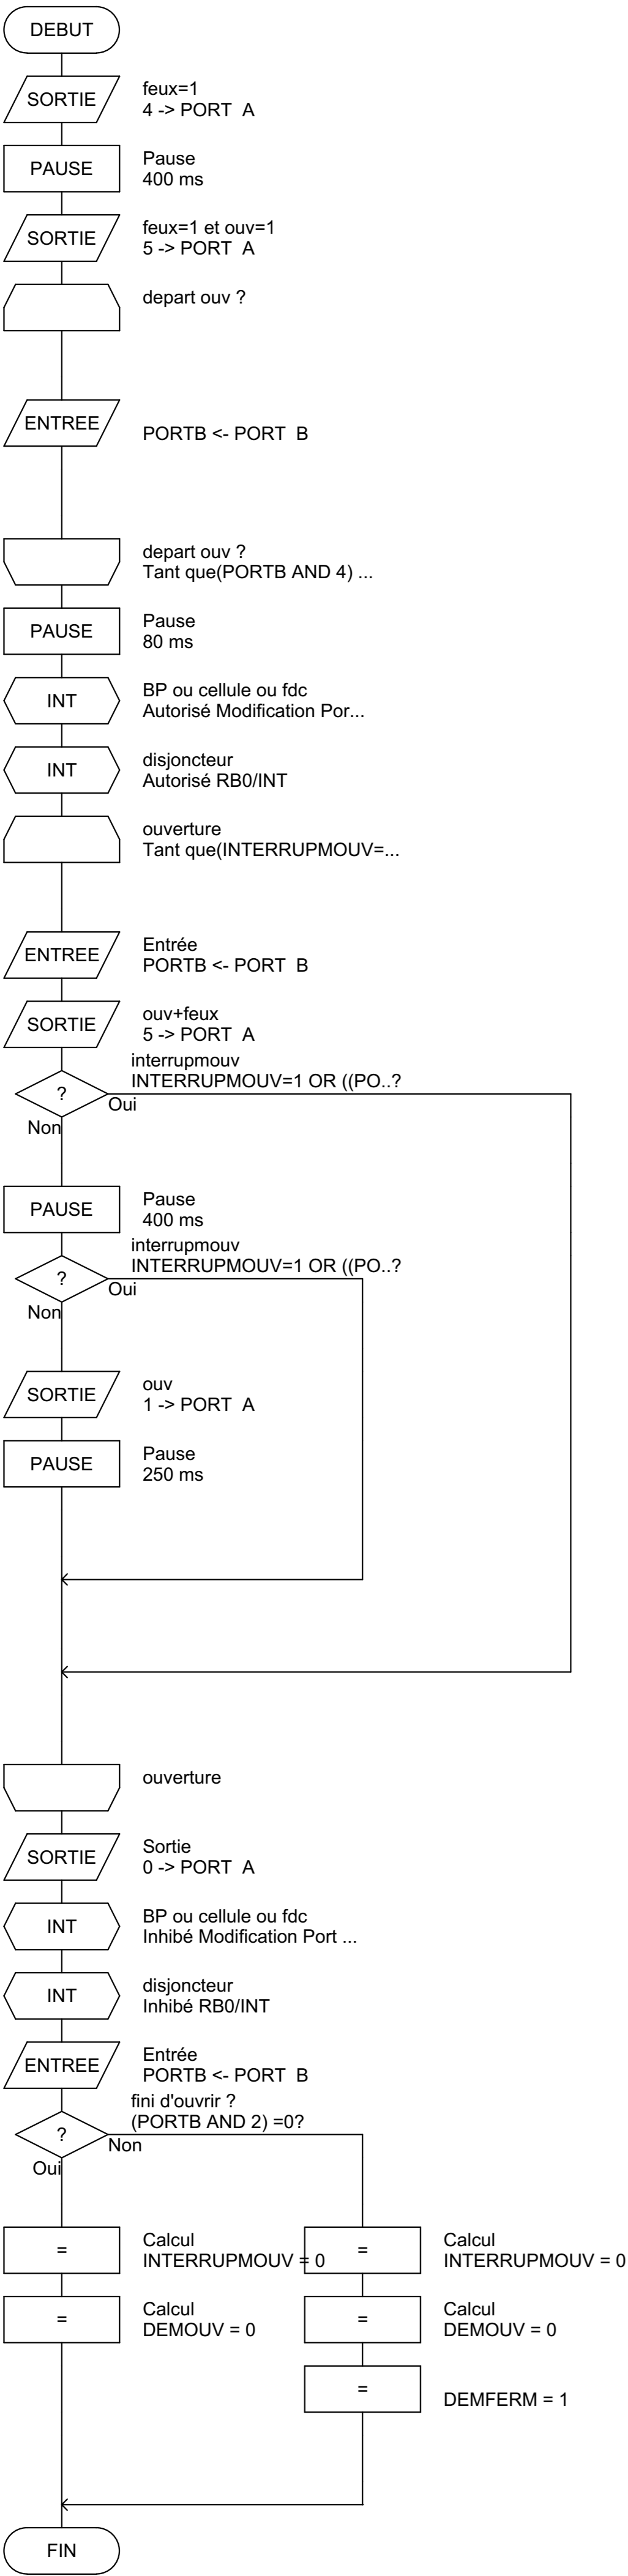 DEBUT
SORTIE
feux=1
4 -> PORT A
PAUSE
Pause
400 ms
SORTIE
feux=1 et ouv=1
5 -> PORT A
depart ouv ?
ENTREE
PORTB <- PORT B
depart ouv ?
Tant que(PORTB AND 4) ...
PAUSE
Pause
80 ms
INT
BP ou cellule ou fdc
Autorisé Modification Por...
INT
disjoncteur
Autorisé RB0/INT
ouverture
Tant que(INTERRUPMOUV=...
ENTREE
Entrée
PORTB <- PORT B
SORTIE
ouv+feux
5 -> PORT A
interrupmouv
INTERRUPMOUV=1 OR ((PO..?
?
Oui
Non
PAUSE
Pause
400 ms
interrupmouv
INTERRUPMOUV=1 OR ((PO..?
?
Oui
Non
SORTIE
ouv
1 -> PORT A
PAUSE
Pause
250 ms
ouverture
SORTIE
Sortie
0 -> PORT A
INT
BP ou cellule ou fdc
Inhibé Modification Port ...
INT
disjoncteur
Inhibé RB0/INT
ENTREE
Entrée
PORTB <- PORT B
fini d'ouvrir ?
(PORTB AND 2) =0?
?
Non
Oui
=
Calcul
INTERRUPMOUV = 0
=
Calcul
INTERRUPMOUV = 0
=
Calcul
DEMOUV = 0
=
Calcul
DEMOUV = 0
=
DEMFERM = 1
FIN